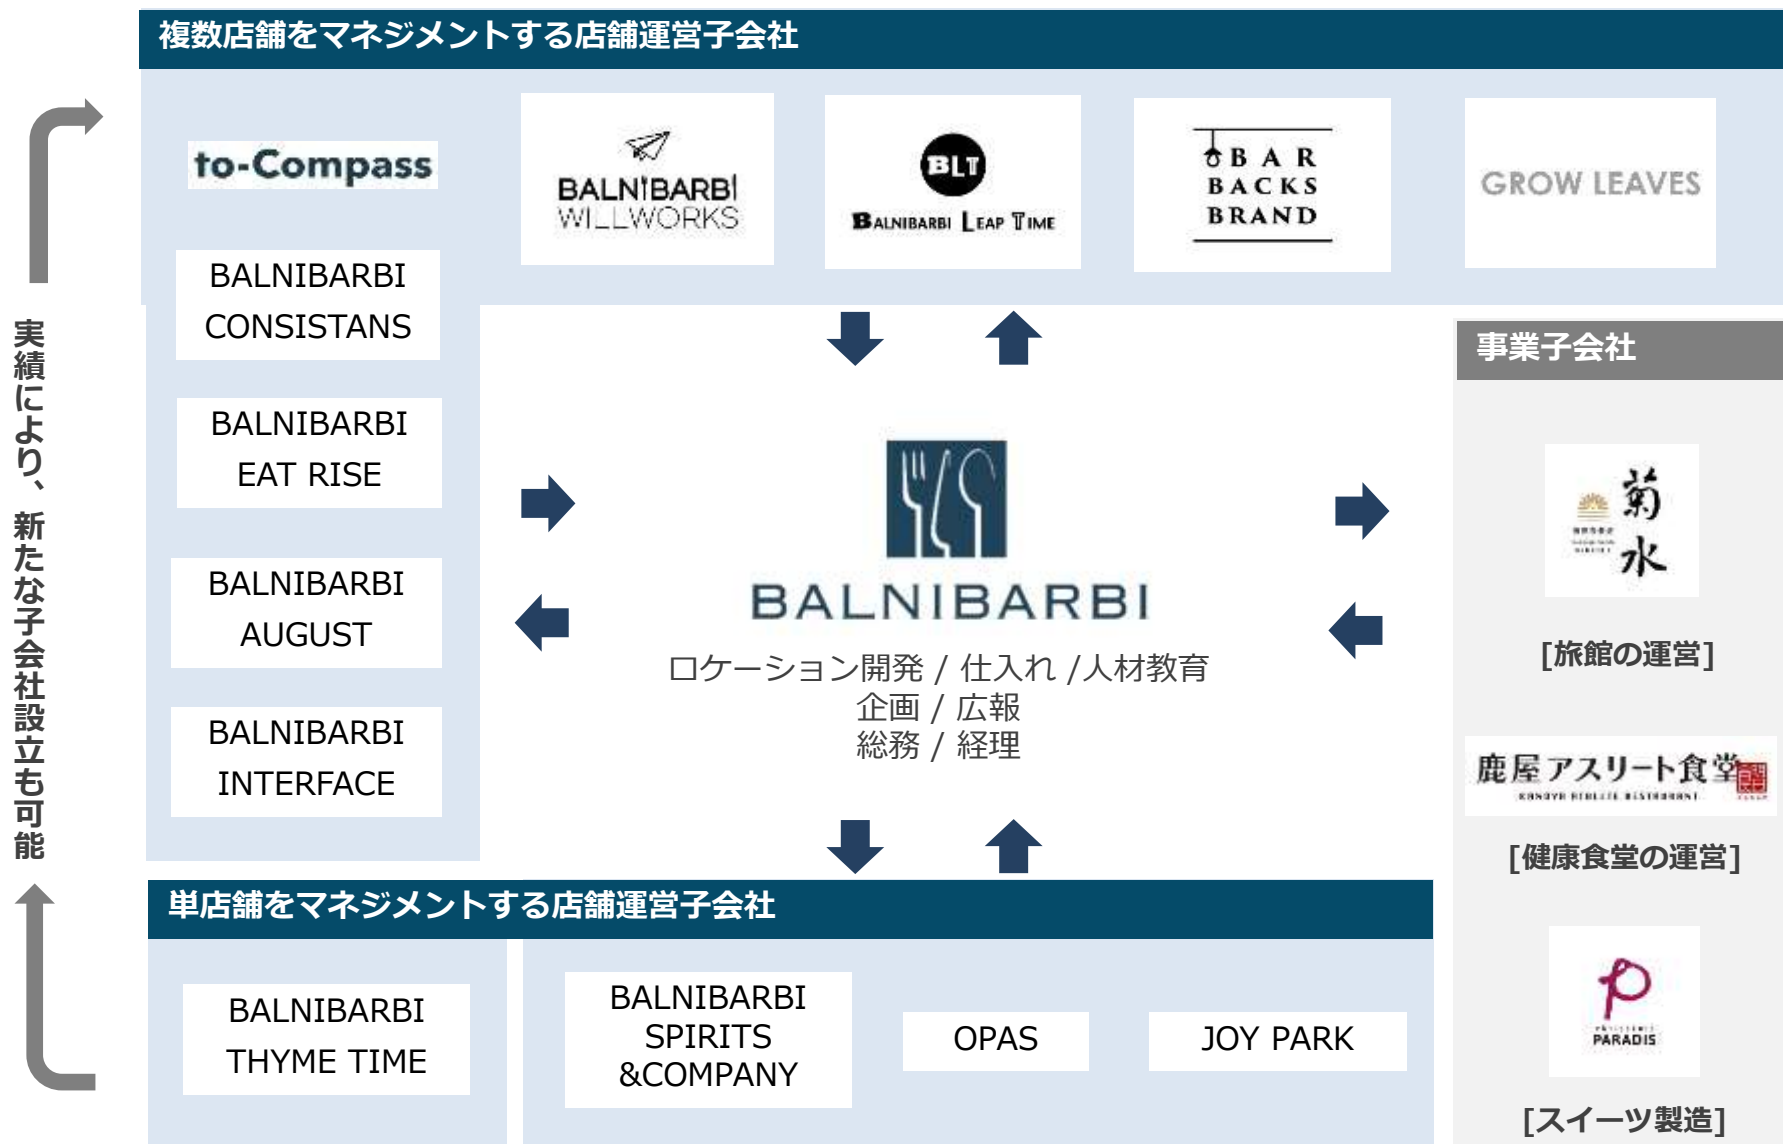 複数店舗をマネジメントする店舗運営子会社
to-Compass
BALNIBARBI
WILLWORKS
BLT
BALNIBARBI LEAP TIME
BAR
BACKS
BRAND
GROW LEAVES
BALNIBARBI
CONSISTANS
BALNIBARBI
EAT RISE
BALNIBARBI
AUGUST
BALNIBARBI
INTERFACE
実績により、新たな子会社設立も可能
BALNIBARBI
ロケーション開発 / 仕入れ /人材教育
企画 / 広報
総務 / 経理
事業子会社
菊水
[旅館の運営]
鹿屋アスリート食堂
KANOYA ATHLETE RESTAURANT
[健康食堂の運営]
PARADIS
[スイーツ製造]
単店舗をマネジメントする店舗運営子会社
BALNIBARBI
THYME TIME
BALNIBARBI
SPIRITS
&COMPANY
OPAS
JOY PARK